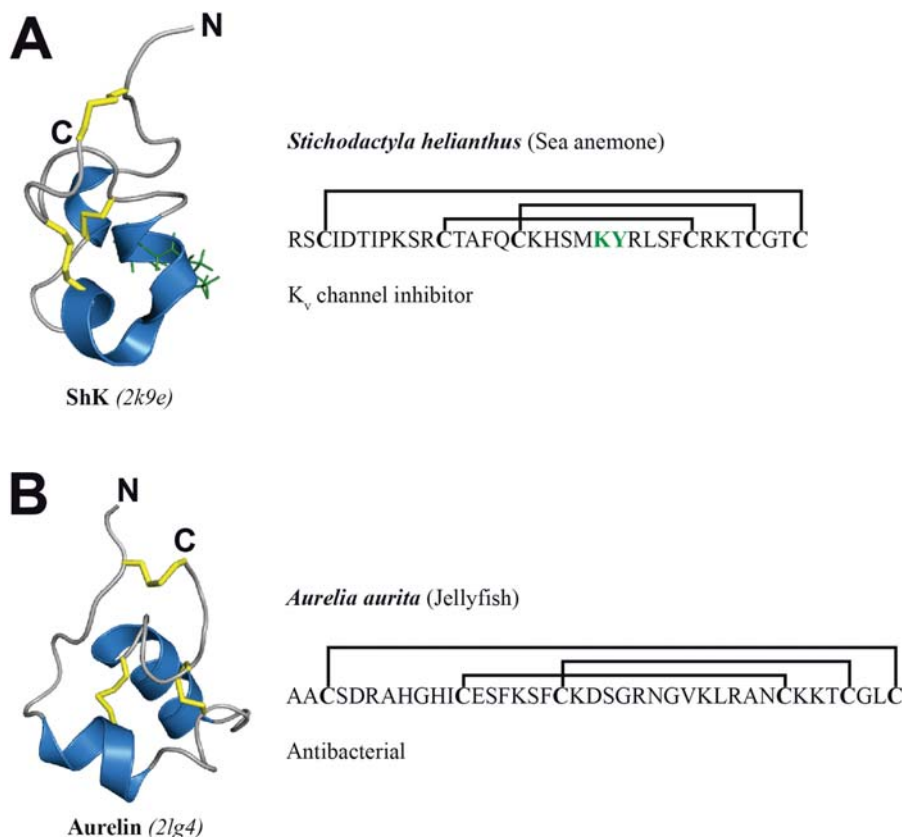 A
N
C
Stichodactyla helianthus (Sea anemone)
RSCIDTIPKSRCTAFQCKHSMKYRLSFCRKTCGTC
Kv channel inhibitor
ShK (2k9e)
B
N
C
Aurelia aurita (Jellyfish)
AACSDRAHGHICESFKSFCKDSGRNGVKLRANCKKTCGLC
Antibacterial
Aurelin (2lg4)